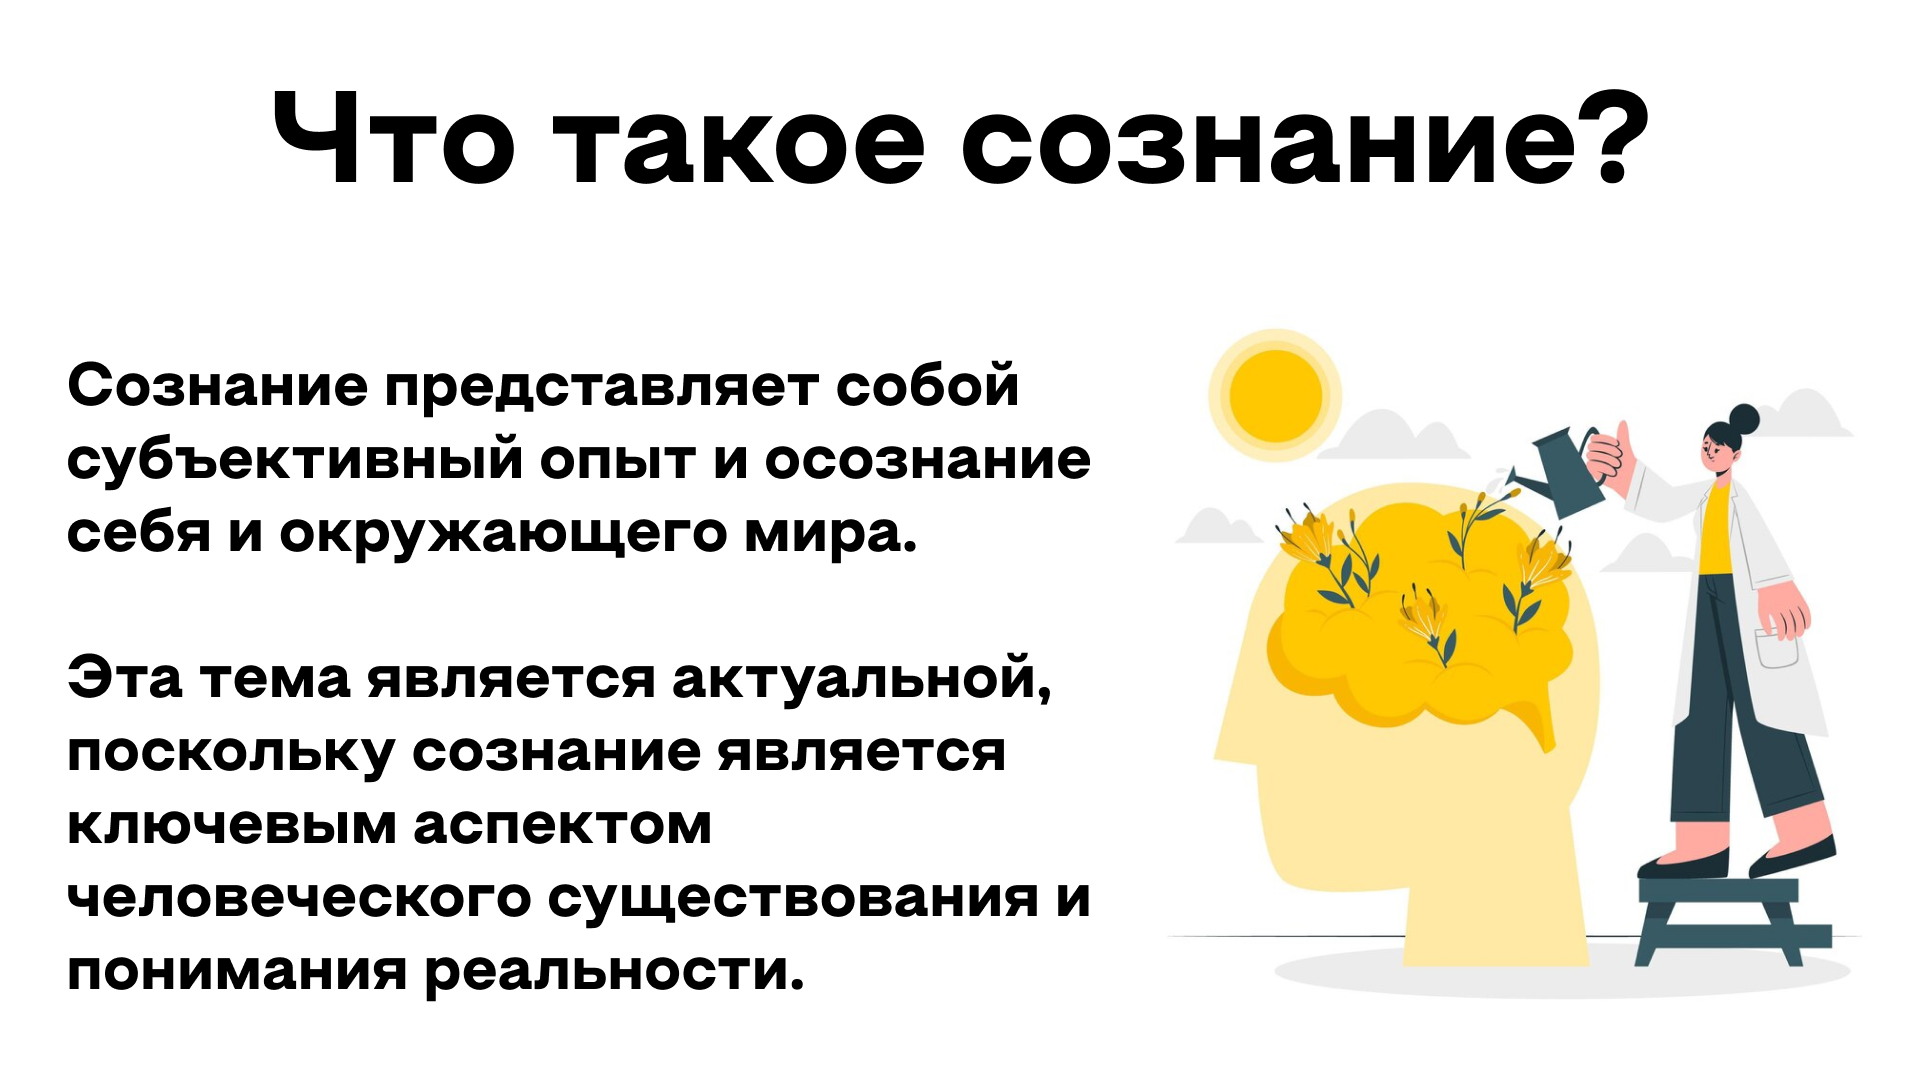 Что такое сознание?
Сознание представляет собой
субъективный опыт и осознание
себя и окружающего мира.
Эта тема является актуальной,
поскольку сознание является
ключевым аспектом
человеческого существования и
понимания реальности.